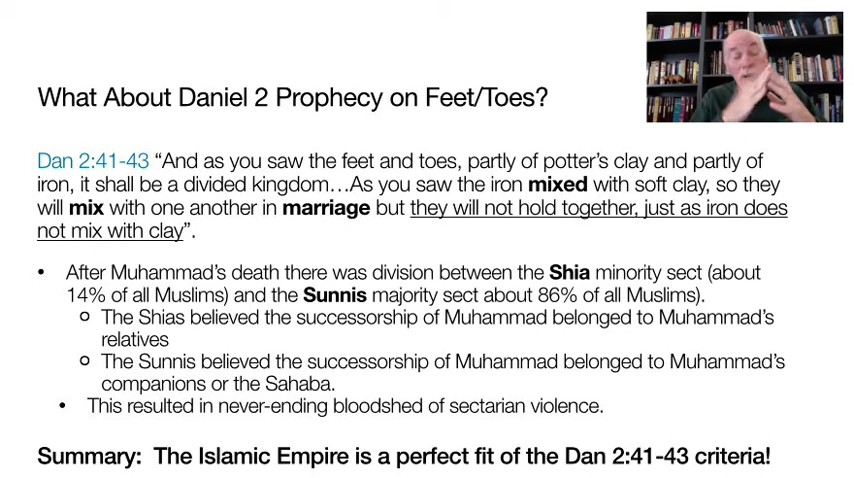 What About Daniel 2 Prophecy on Feet/Toes?
Dan 2:41-43 “And as you saw the feet and toes, partly of potter’s clay and partly of
iron, it shall be a divided kingdom…As you saw the iron mixed with soft clay, so they
will mix with one another in marriage but they will not hold together, just as iron does
not mix with clay”.
• After Muhammad’s death there was division between the Shia minority sect (about
14% of all Muslims) and the Sunnis majority sect about 86% of all Muslims).
o The Shias believed the successorship of Muhammad belonged to Muhammad’s
relatives
o The Sunnis believed the successorship of Muhammad belonged to Muhammad’s
companions or the Sahaba.
• This resulted in never-ending bloodshed of sectarian violence.
Summary: The Islamic Empire is a perfect fit of the Dan 2:41-43 criteria!